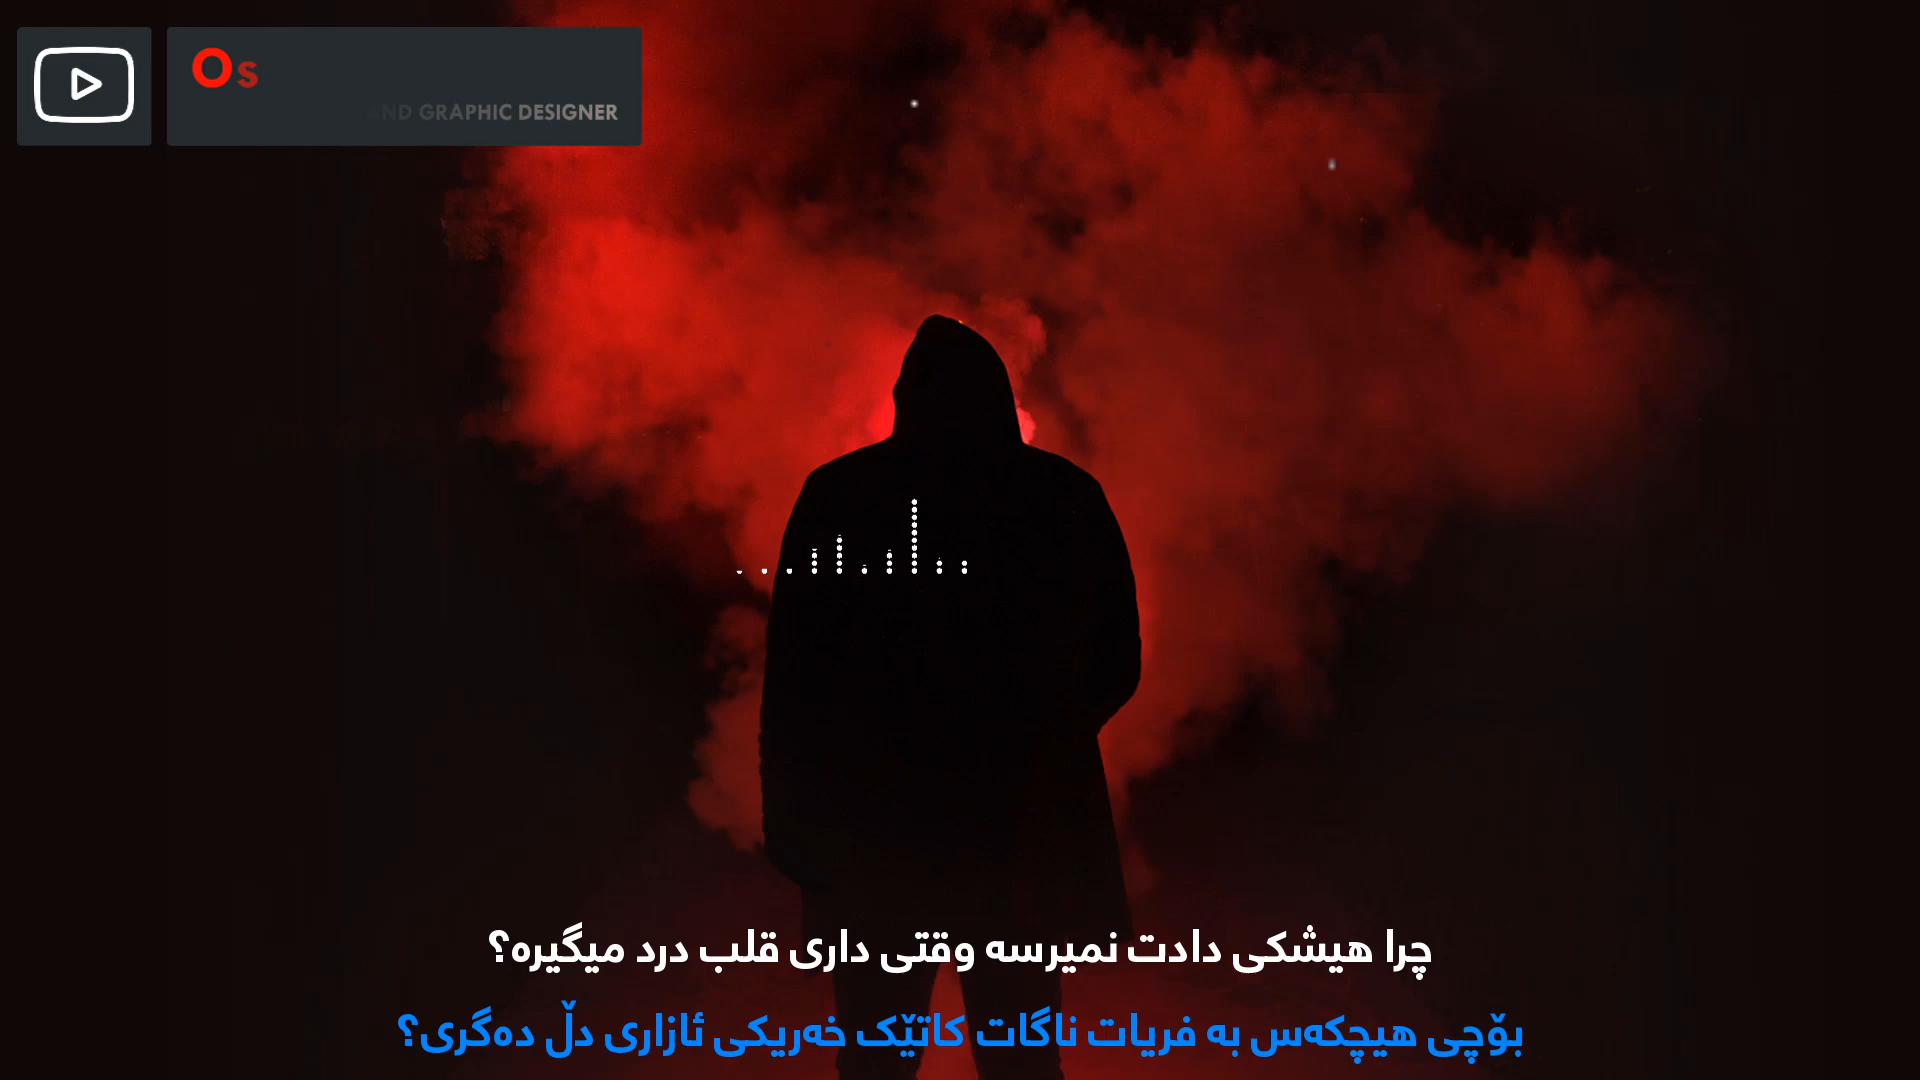 Os
AND GRAPHIC DESIGNER
چرا هیشکی دادت نمیرسه وقتی داری قلب درد میگیره؟
بۆچی هیچکەس بە فریات ناگات کاتێک خەریکی ئازاری دڵ دەگری؟